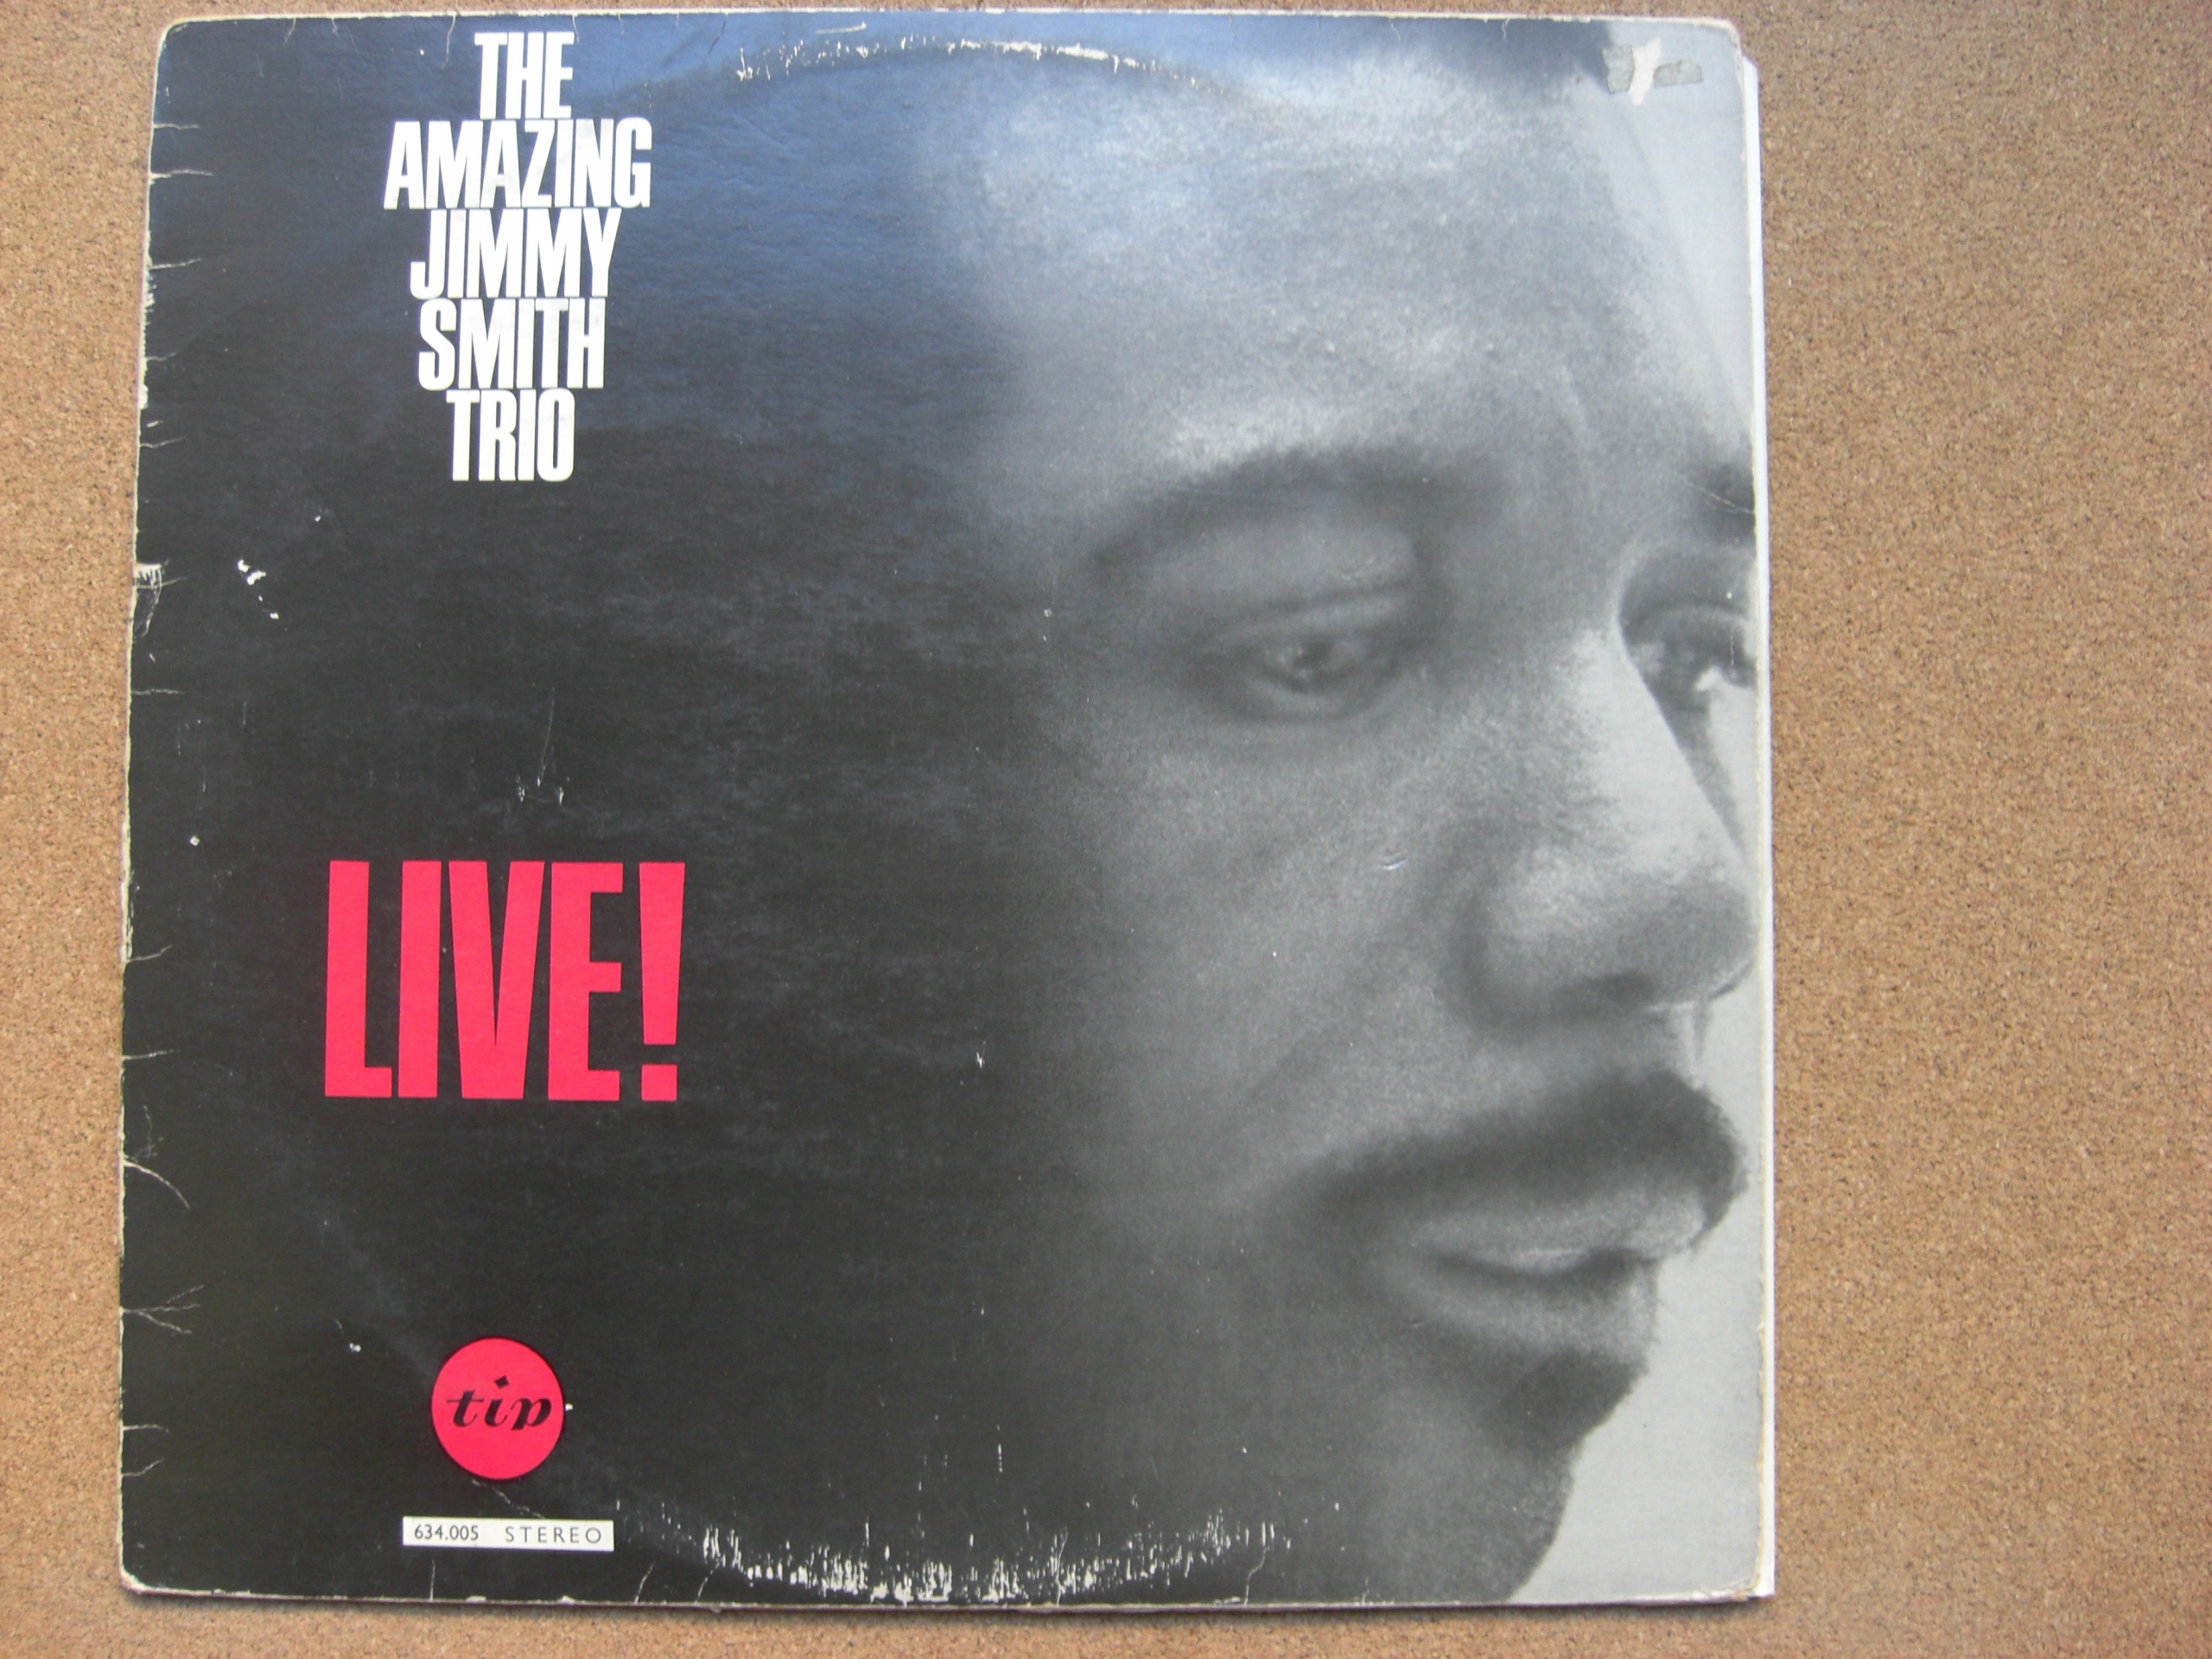 THE
AMAZING
JIMMY
SMITH
TRIO
LIVE!
tip
634.005 STEREO